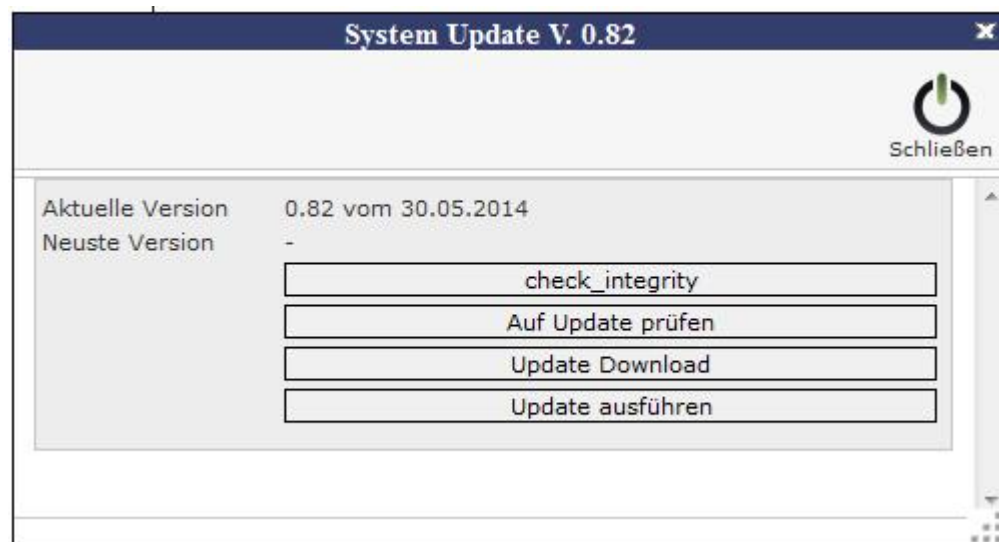 System Update V. 0.82
Schließen
Aktuelle Version 0.82 vom 30.05.2014
Neuste Version -
check_integrity
Auf Update prüfen
Update Download
Update ausführen